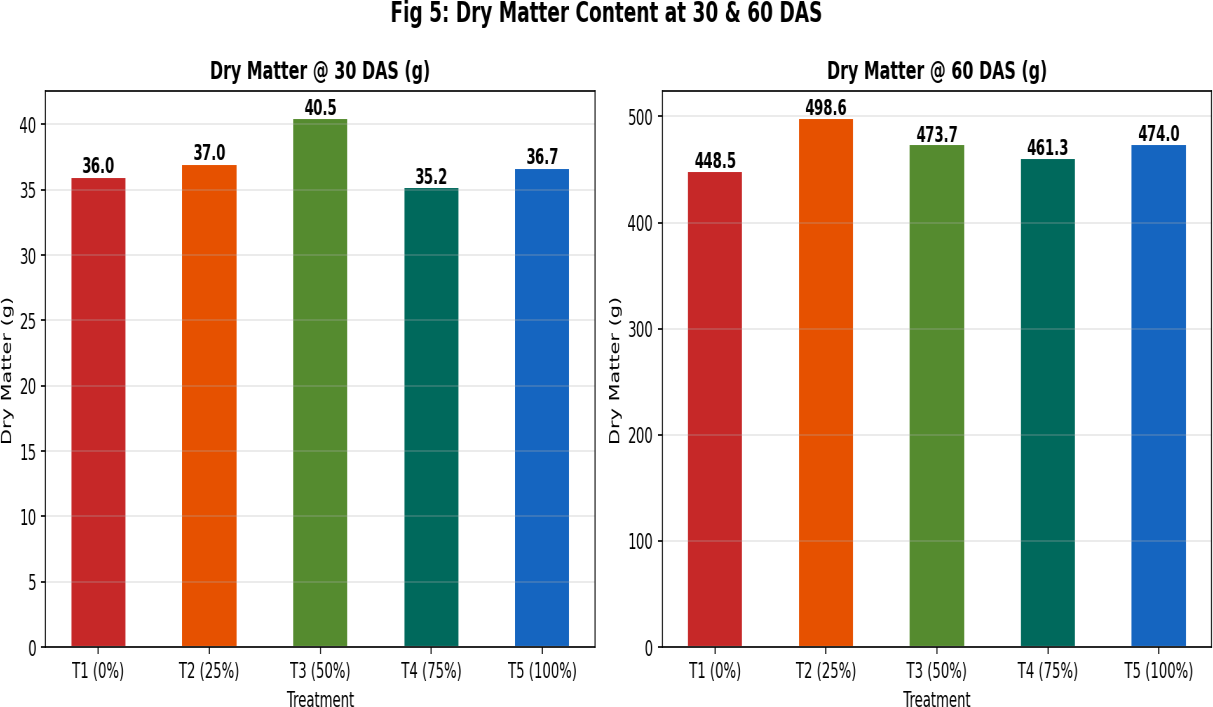 Fig 5: Dry Matter Content at 30 & 60 DAS
Dry Matter @ 30 DAS (g)
Dry Matter (g)
40
35
30
25
20
15
10
5
0
36.0
37.0
40.5
35.2
36.7
T1 (0%)
T2 (25%)
T3 (50%)
T4 (75%)
T5 (100%)
Treatment
Dry Matter @ 60 DAS (g)
Dry Matter (g)
500
400
300
200
100
0
448.5
498.6
473.7
461.3
474.0
T1 (0%)
T2 (25%)
T3 (50%)
T4 (75%)
T5 (100%)
Treatment